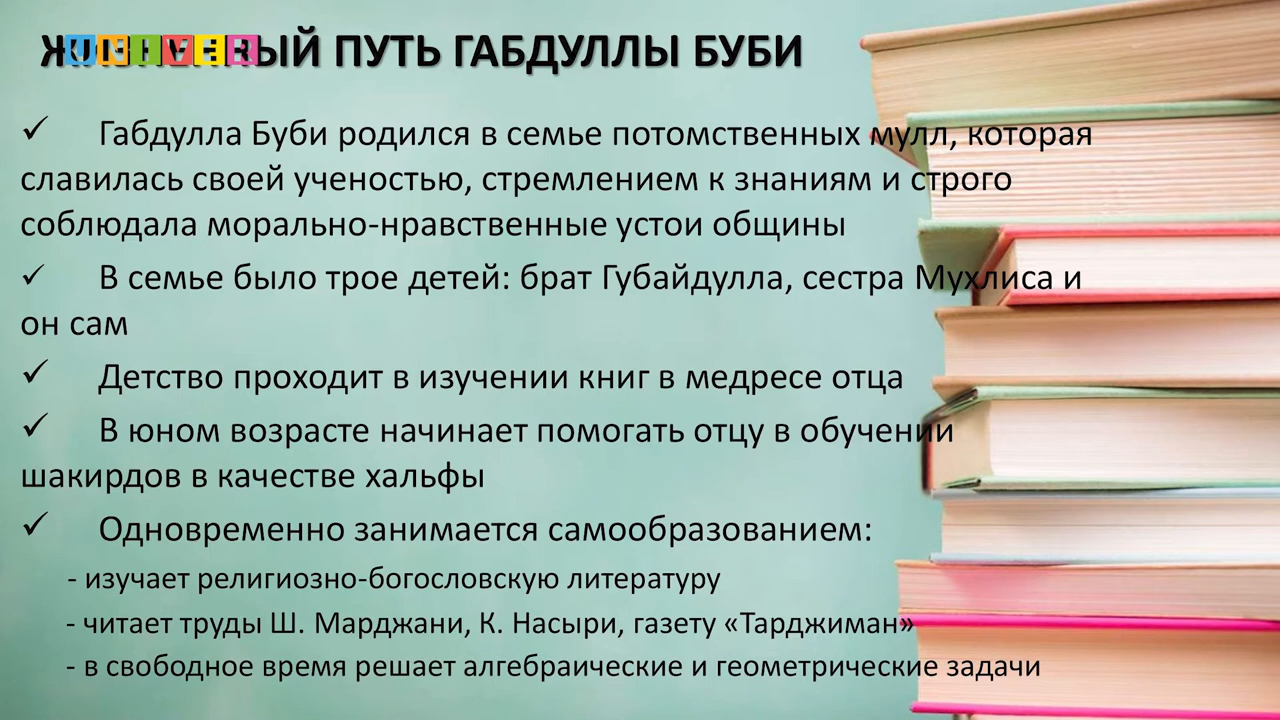 ЖИЗНЕННЫЙ ПУТЬ ГАБДУЛЛЫ БУБИ
UNIVER
✓ Габдулла Буби родился в семье потомственных мулл, которая
славилась своей ученостью, стремлением к знаниям и строго
соблюдала морально-нравственные устои общины
✓ В семье было трое детей: брат Губайдулла, сестра Мухлиса и
он сам
✓ Детство проходит в изучении книг в медресе отца
✓ В юном возрасте начинает помогать отцу в обучении
шакирдов в качестве хальфы
✓ Одновременно занимается самообразованием:
- изучает религиозно-богословскую литературу
- читает труды Ш. Марджани, К. Насыри, газету «Тарджиман»
- в свободное время решает алгебраические и геометрические задачи